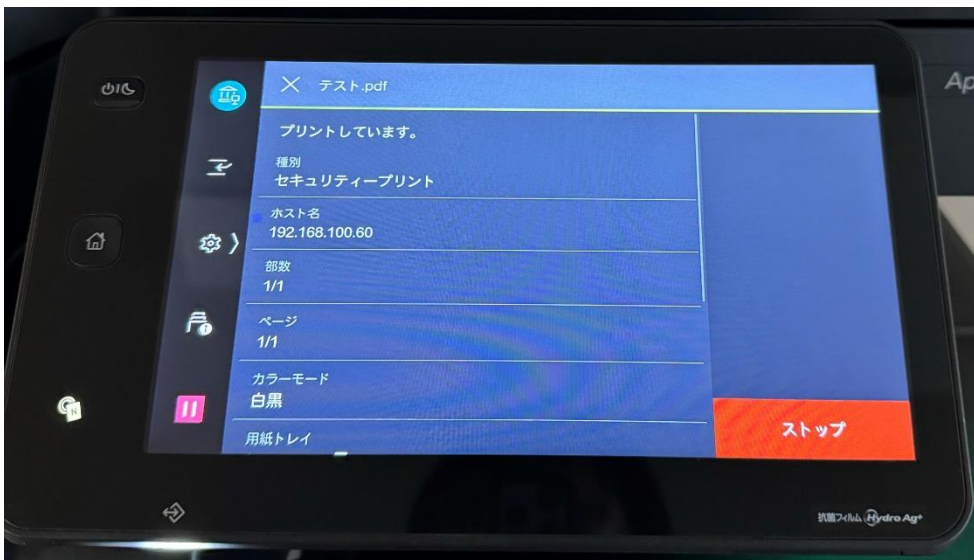 テスト.pdf
Ap
プリントしています。
種別
セキュリティープリント
ホスト名
192.168.100.60
部数
1/1
ページ
1/1
カラーモード
白黒
用紙トレイ
ストップ
N
抗菌フィルム Hydro Ag+